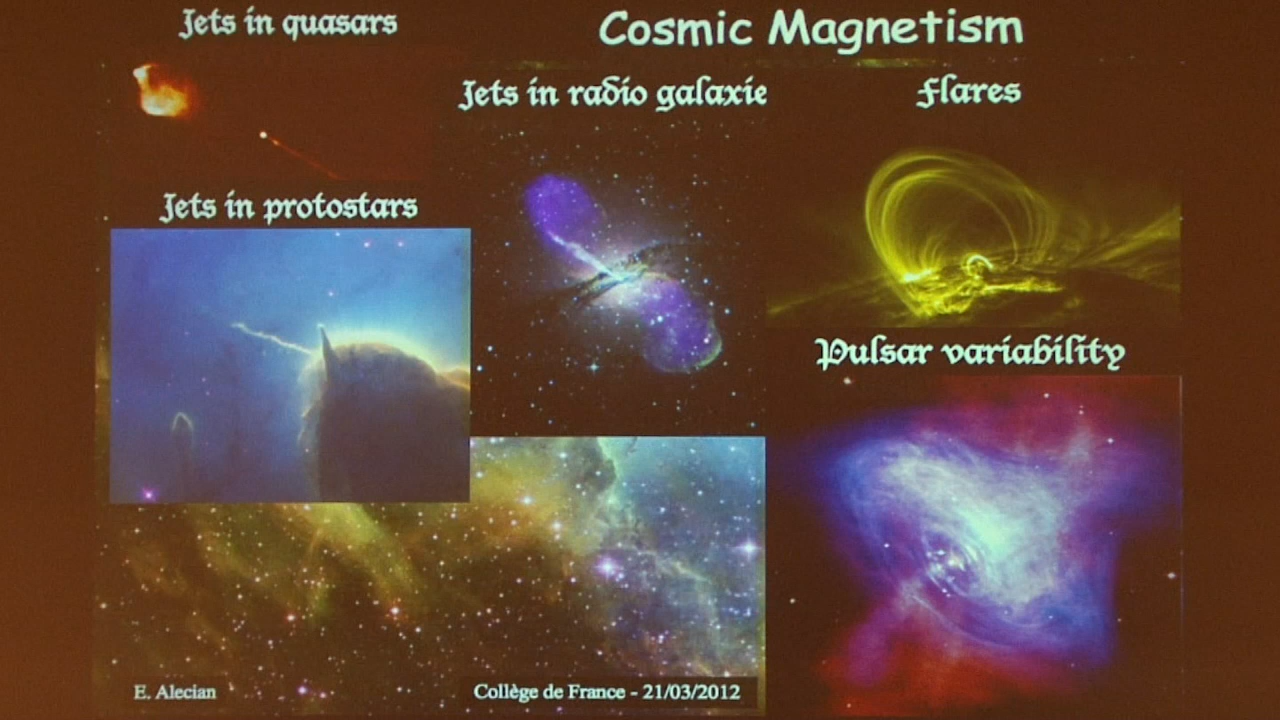 Jets in quasars
Cosmic Magnetism
Jets in radio galaxie
Flares
Jets in protostars
Pulsar variability
E. Alecian
Collège de France - 21/03/2012